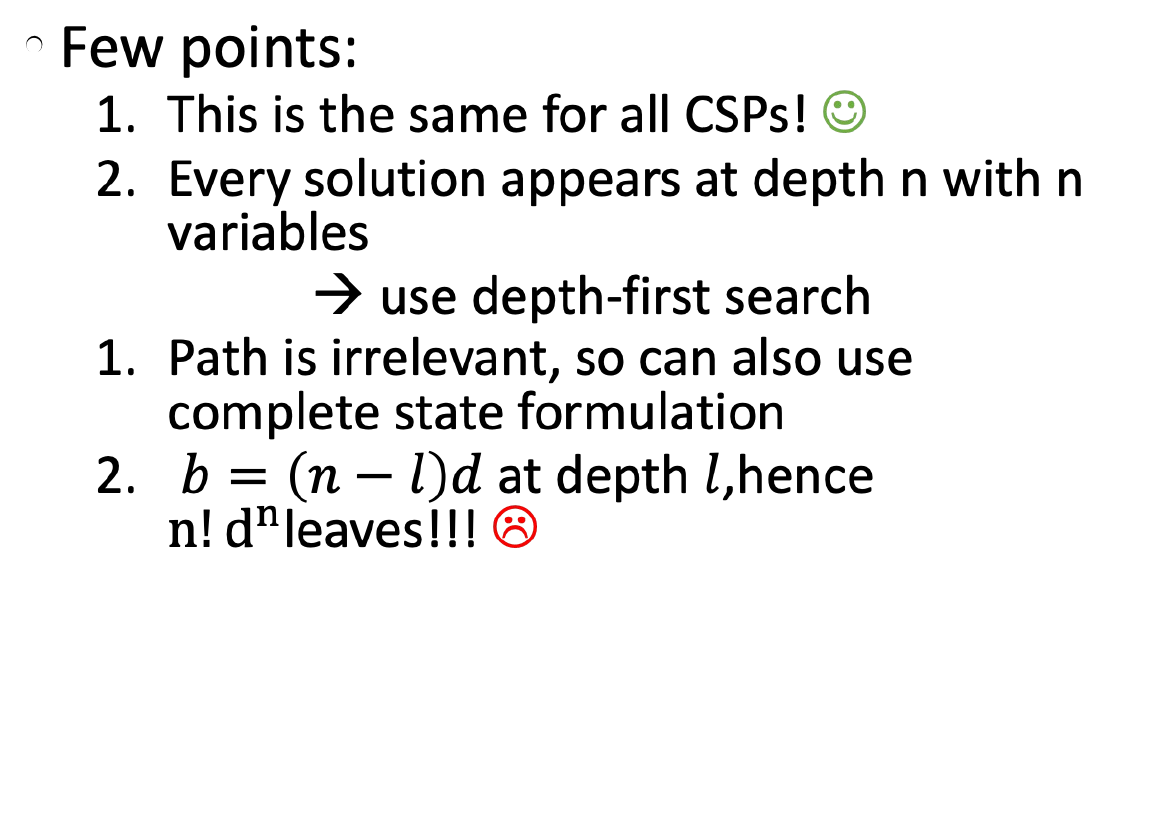 Few points:
1. This is the same for all CSPs! ☺
2. Every solution appears at depth n with n
variables
→ use depth-first search
1. Path is irrelevant, so can also use
complete state formulation
2. b = (n − l)d at depth l,hence
n! dⁿleaves!!! ☹